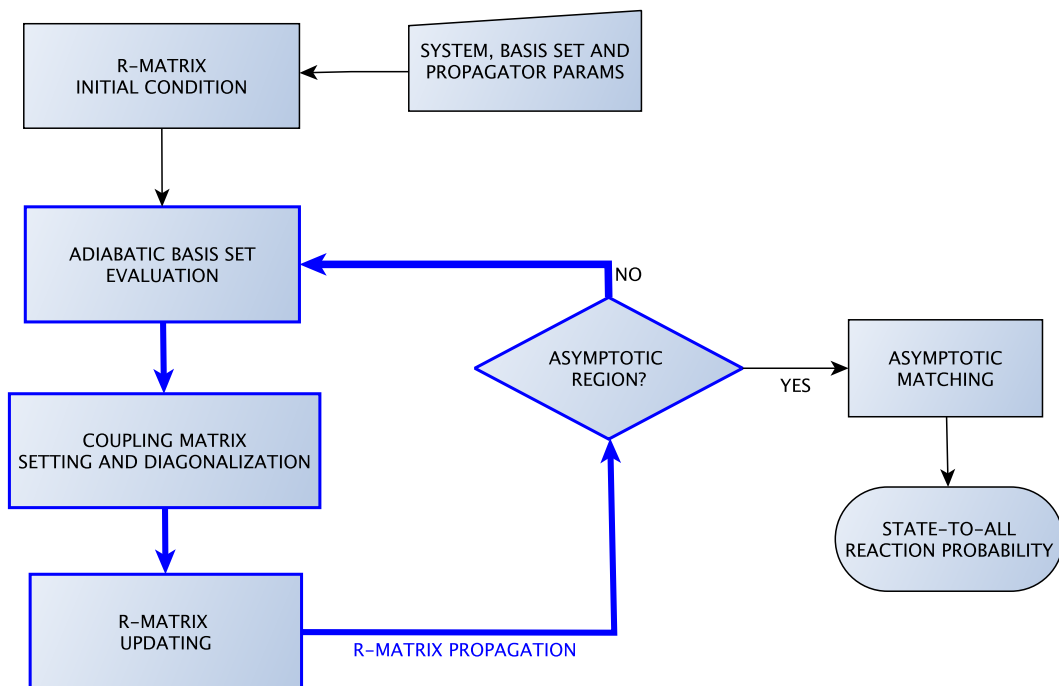 SYSTEM, BASIS SET AND
PROPAGATOR PARAMS
R-MATRIX
INITIAL CONDITION
ADIABATIC BASIS SET
EVALUATION
COUPLING MATRIX
SETTING AND DIAGONALIZATION
R-MATRIX
UPDATING
R-MATRIX PROPAGATION
ASYMPTOTIC
REGION?
NO
YES
ASYMPTOTIC
MATCHING
STATE-TO-ALL
REACTION PROBABILITY